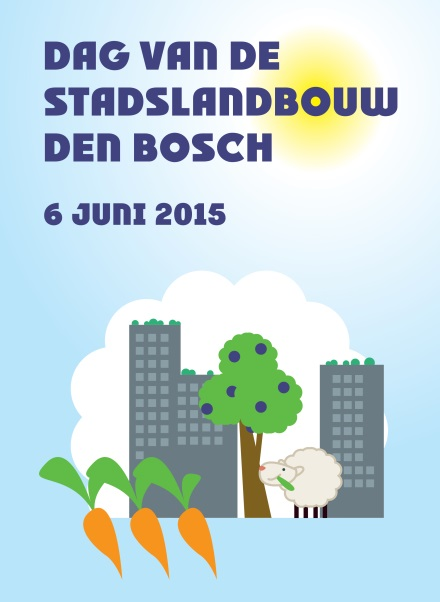 DAG VAN DE
STADSLANDBOUW
DEN BOSCH
6 JUNI 2015